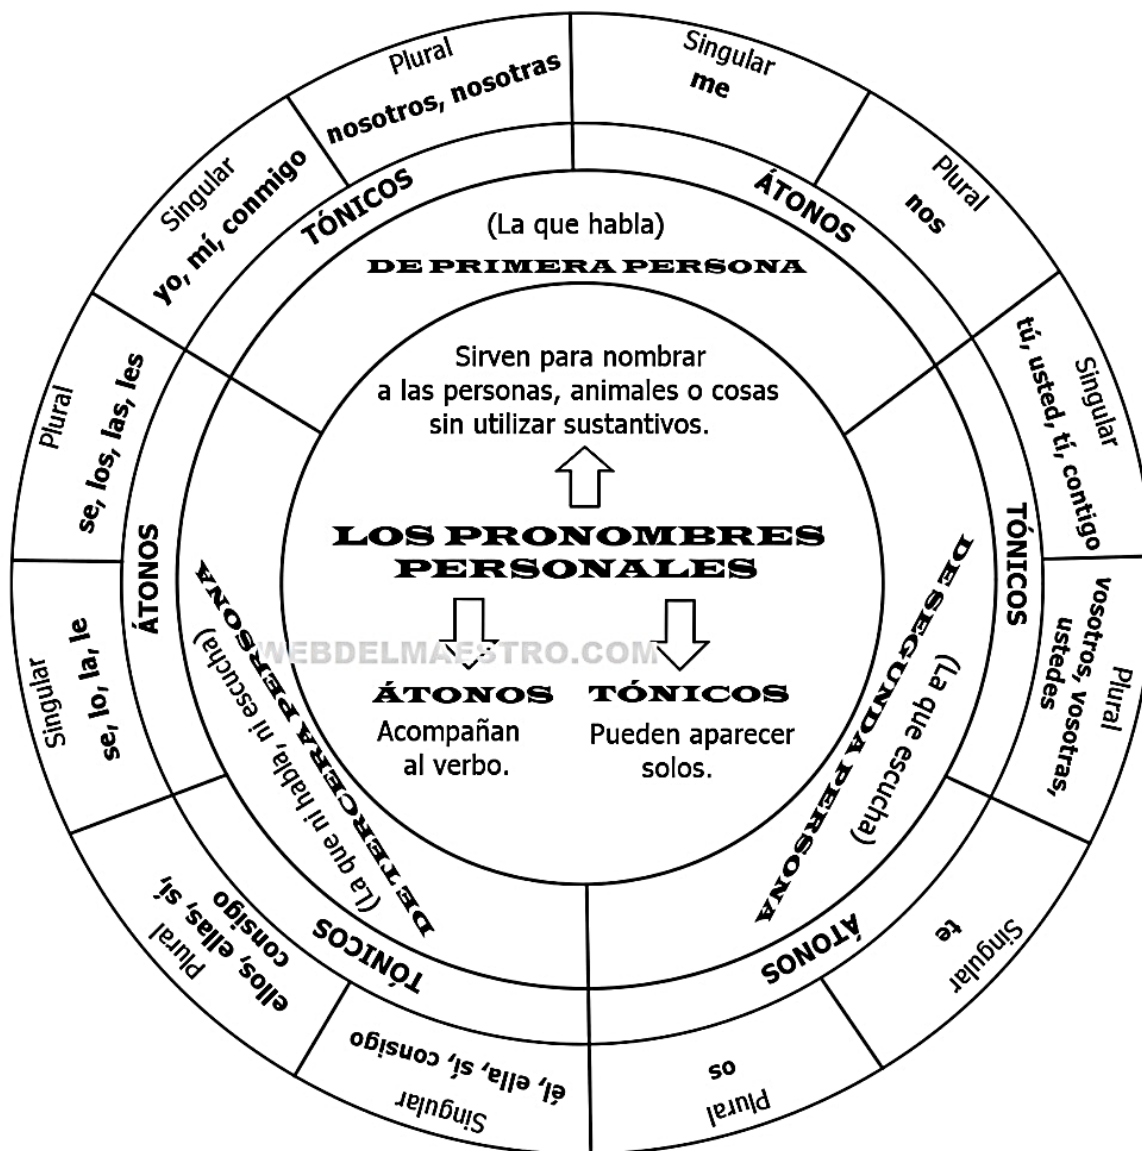 Sirven para nombrar
a las personas, animales o cosas
sin utilizar sustantivos.
LOS PRONOMBRES
PERSONALES
WEBDELMAESTRO.COM
ÁTONOS
Acompañan
al verbo.
TÓNICOS
Pueden aparecer
solos.
(La que habla)
DE PRIMERA PERSONA
TÓNICOS
Singular
yo, mí, conmigo
Plural
nosotros, nosotras
ÁTONOS
Singular
me
Plural
nos
DE SEGUNDA PERSONA
(La que escucha)
TÓNICOS
Singular
tú, usted, tí, contigo
Plural
vosotros, vosotras,
ustedes
ÁTONOS
Singular
te
Plural
os
DE TERCERA PERSONA
(La que ni habla, ni escucha)
TÓNICOS
Singular
él, ella, sí, consigo
Plural
ellos, ellas, sí,
consigo
ÁTONOS
Singular
se, lo, la, le
Plural
se, los, las, les